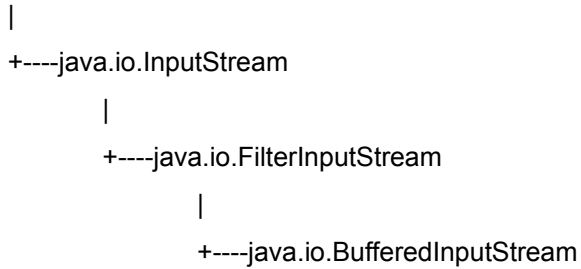 |
+----java.io.InputStream
|
+----java.io.FilterInputStream
|
+----java.io.BufferedInputStream